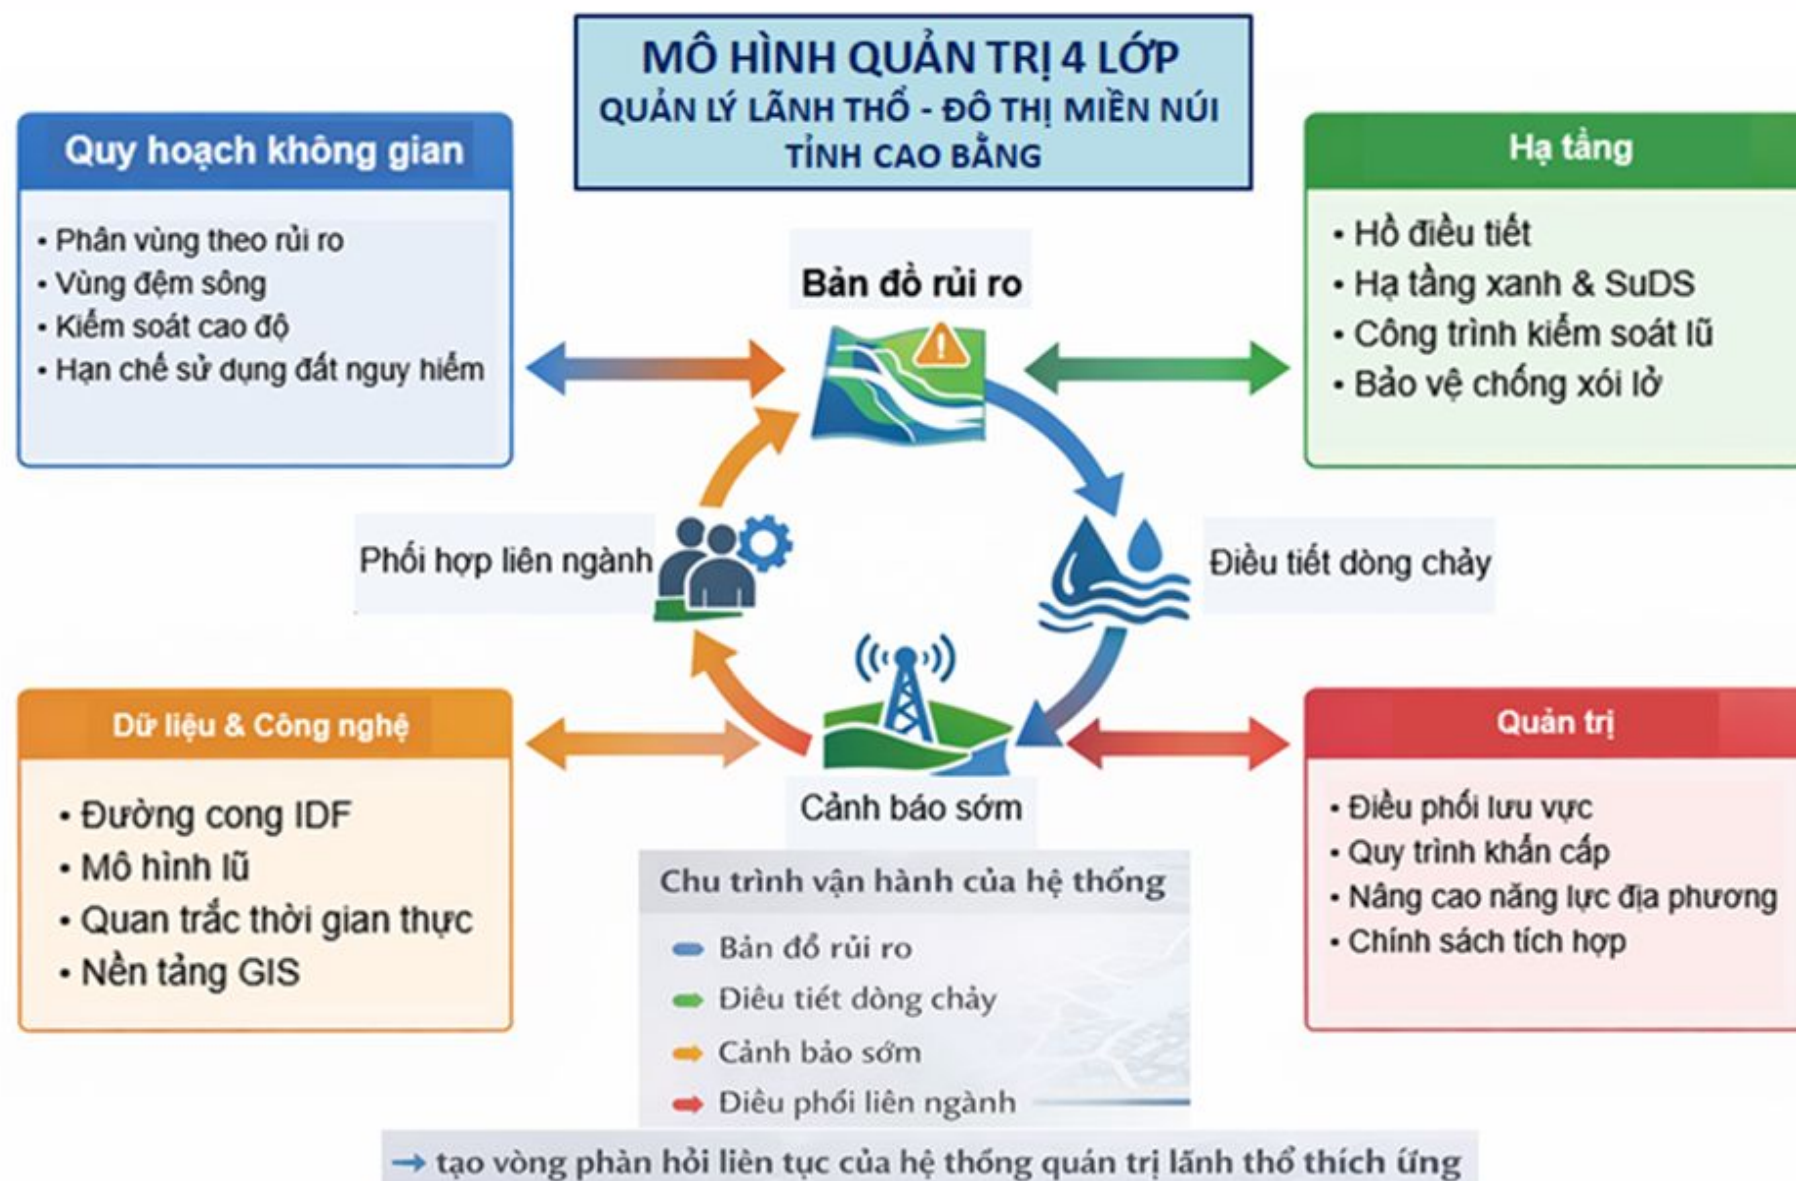 MÔ HÌNH QUẢN TRỊ 4 LỚP
QUẢN LÝ LÃNH THỔ - ĐÔ THỊ MIỀN NÚI
TỈNH CAO BẰNG
Quy hoạch không gian
• Phân vùng theo rủi ro
• Vùng đệm sông
• Kiểm soát cao độ
• Hạn chế sử dụng đất nguy hiểm
Hạ tầng
• Hồ điều tiết
• Hạ tầng xanh & SuDS
• Công trình kiểm soát lũ
• Bảo vệ chống xói lở
Bản đồ rủi ro
Phối hợp liên ngành
Điều tiết dòng chảy
Cảnh báo sớm
Dữ liệu & Công nghệ
• Đường cong IDF
• Mô hình lũ
• Quan trắc thời gian thực
• Nền tảng GIS
Quản trị
• Điều phối lưu vực
• Quy trình khẩn cấp
• Nâng cao năng lực địa phương
• Chính sách tích hợp
Chu trình vận hành của hệ thống
Bản đồ rủi ro
Điều tiết dòng chảy
Cảnh bảo sớm
Điều phối liên ngành
→ tạo vòng phàn hỏi liên tục của hệ thống quán trị lãnh thổ thích ứng